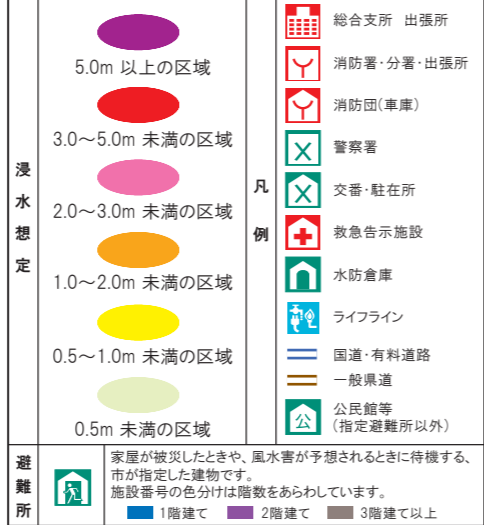 浸水想定
5.0m 以上の区域
3.0～5.0m 未満の区域
2.0～3.0m 未満の区域
1.0～2.0m 未満の区域
0.5～1.0m 未満の区域
0.5m 未満の区域
凡例
総合支所 出張所
消防署・分署・出張所
消防団(車庫)
警察署
交番・駐在所
救急告示施設
水防倉庫
ライフライン
国道・有料道路
一般県道
公
公民館等
(指定避難所以外)
避難所
家屋が被災したときや、風水害が予想されるときに待機する、
市が指定した建物です。
施設番号の色分けは階数をあらわしています。
1階建て 2階建て 3階建て以上